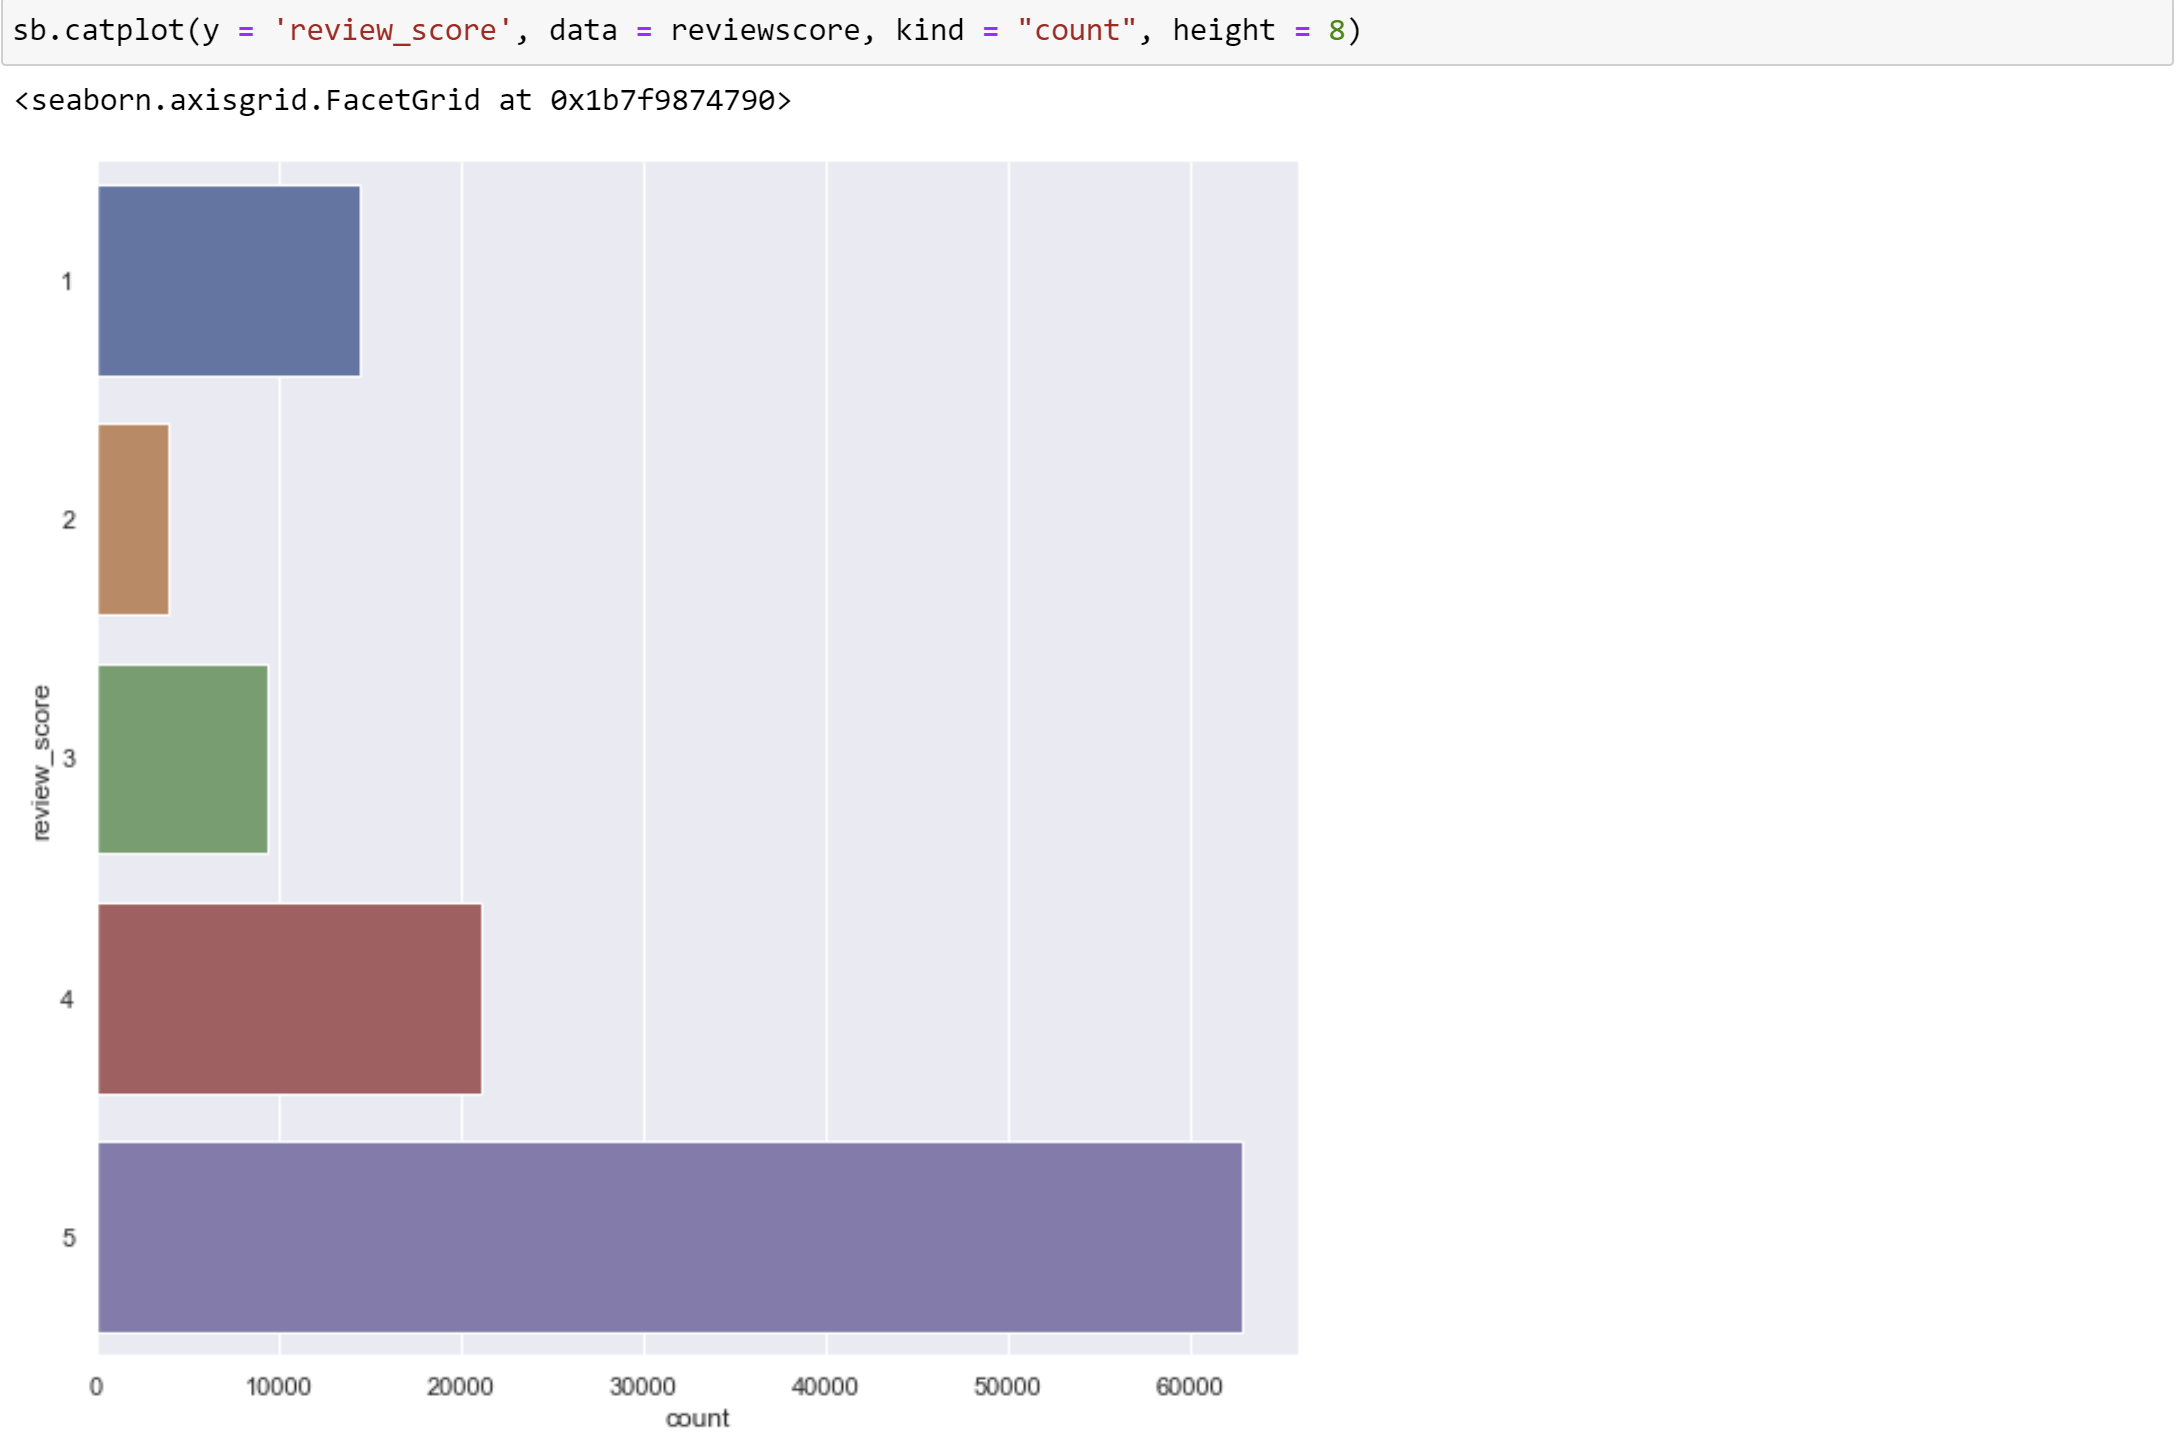 sb.catplot(y = 'review_score', data = reviewscore, kind = "count", height = 8)
<seaborn.axisgrid.FacetGrid at 0x1b7f9874790>
1
2
3
4
5
review_score
0 10000 20000 30000 40000 50000 60000
count